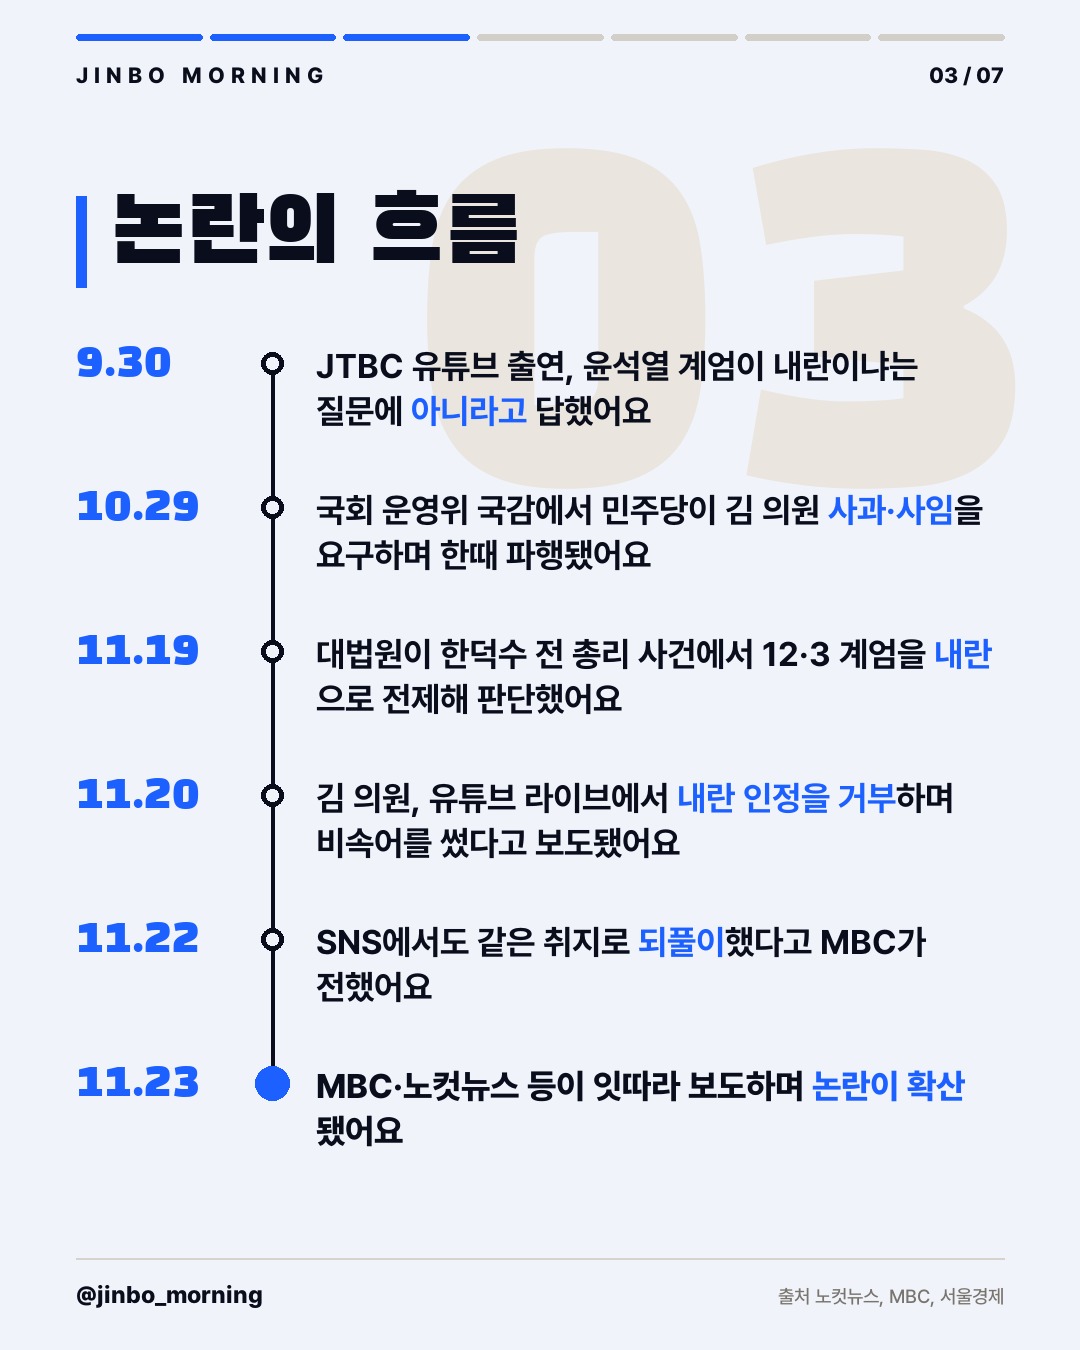 JINBO MORNING
03 / 07
03
논란의 흐름
9.30
JTBC 유튜브 출연, 윤석열 계엄이 내란이냐는
질문에 아니라고 답했어요
10.29
국회 운영위 국감에서 민주당이 김 의원 사과·사임을
요구하며 한때 파행됐어요
11.19
대법원이 한덕수 전 총리 사건에서 12·3 계엄을 내란
으로 전제해 판단했어요
11.20
김 의원, 유튜브 라이브에서 내란 인정을 거부하며
비속어를 썼다고 보도됐어요
11.22
SNS에서도 같은 취지로 되풀이했다고 MBC가
전했어요
11.23
MBC·노컷뉴스 등이 잇따라 보도하며 논란이 확산
됐어요
@jinbo_morning
출처 노컷뉴스, MBC, 서울경제